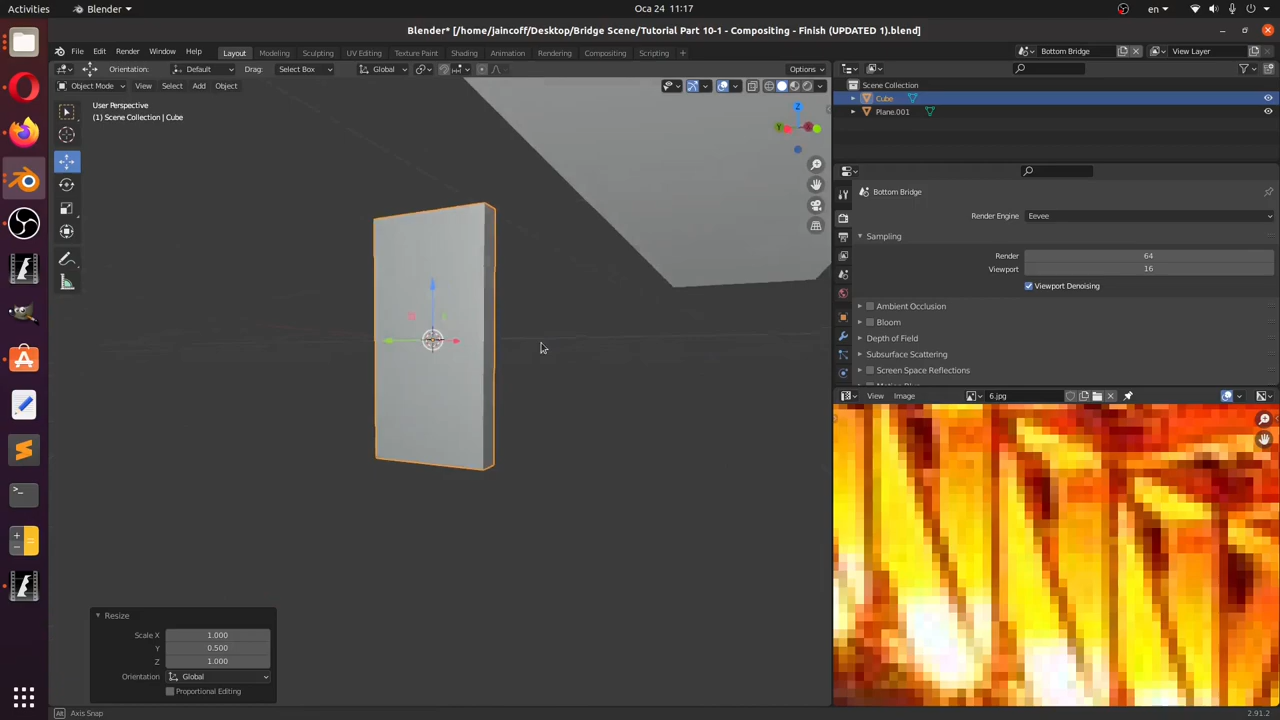 Activities
Blender
Oca 24 11:17
en
Blender* [/home/jaincoff/Desktop/Bridge Scene/Tutorial Part 10-1 - Compositing - Finish (UPDATED 1).blend]
File Edit Render Window Help
Layout Modeling Sculpting UV Editing Texture Paint Shading Animation Rendering Compositing Scripting +
Bottom Bridge
View Layer
Orientation: Default Drag: Select Box Global Options
Object Mode View Select Add Object
User Perspective
(1) Scene Collection | Cube
Z
Y
Scene Collection
Cube
Plane.001
Bottom Bridge
Render Engine Eevee
Sampling
Render 64
Viewport 16
Viewport Denoising
Ambient Occlusion
Bloom
Depth of Field
Subsurface Scattering
Screen Space Reflections
View Image 6.jpg
Resize
Scale X 1.000
Y 0.500
Z 1.000
Orientation Global
Proportional Editing
Alt Axis Snap
2.91.2